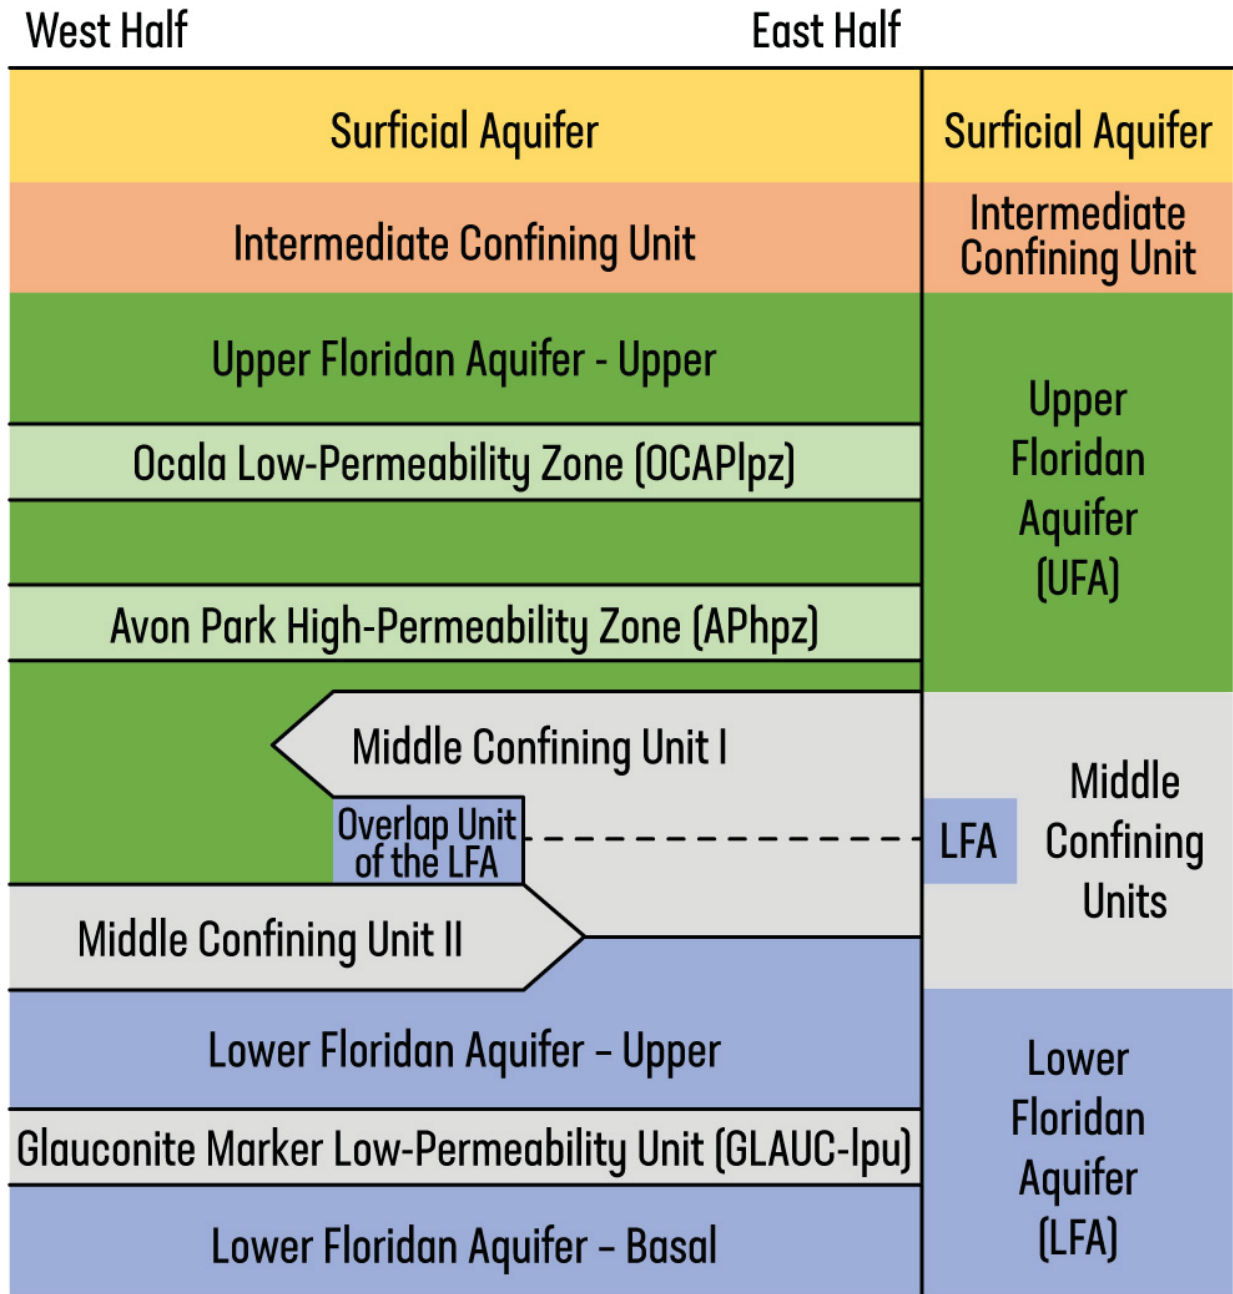 West Half
East Half
Surficial Aquifer
Surficial Aquifer
Intermediate Confining Unit
Intermediate
Confining Unit
Upper Floridan Aquifer - Upper
Ocala Low-Permeability Zone (OCAPlpz)
Avon Park High-Permeability Zone (APhpz)
Upper
Floridan
Aquifer
(UFA)
Middle Confining Unit I
Overlap Unit
of the LFA
LFA
Middle
Confining
Units
Middle Confining Unit II
Lower Floridan Aquifer – Upper
Glauconite Marker Low-Permeability Unit (GLAUC-lpu)
Lower Floridan Aquifer – Basal
Lower
Floridan
Aquifer
(LFA)